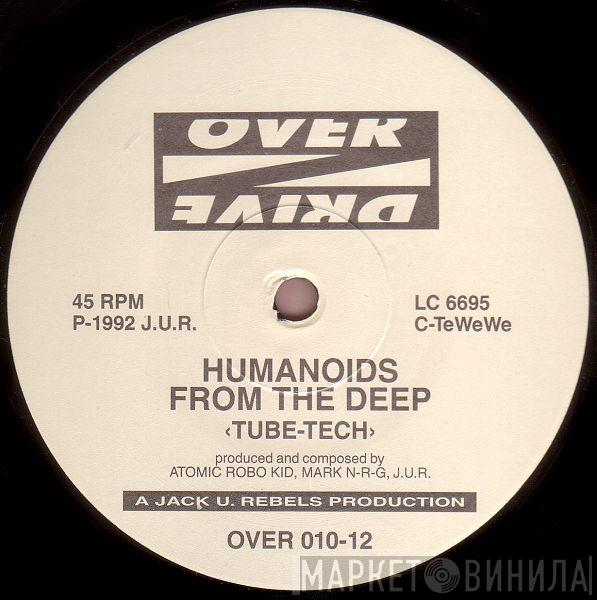 OVER
DRIVE
45 RPM
P-1992 J.U.R.
LC 6695
C-TeWeWe
HUMANOIDS
FROM THE DEEP
‹TUBE-TECH›
produced and composed by
ATOMIC ROBO KID, MARK N-R-G, J.U.R.
A JACK U. REBELS PRODUCTION
OVER 010-12
МАРКЕТ ВИНИЛА